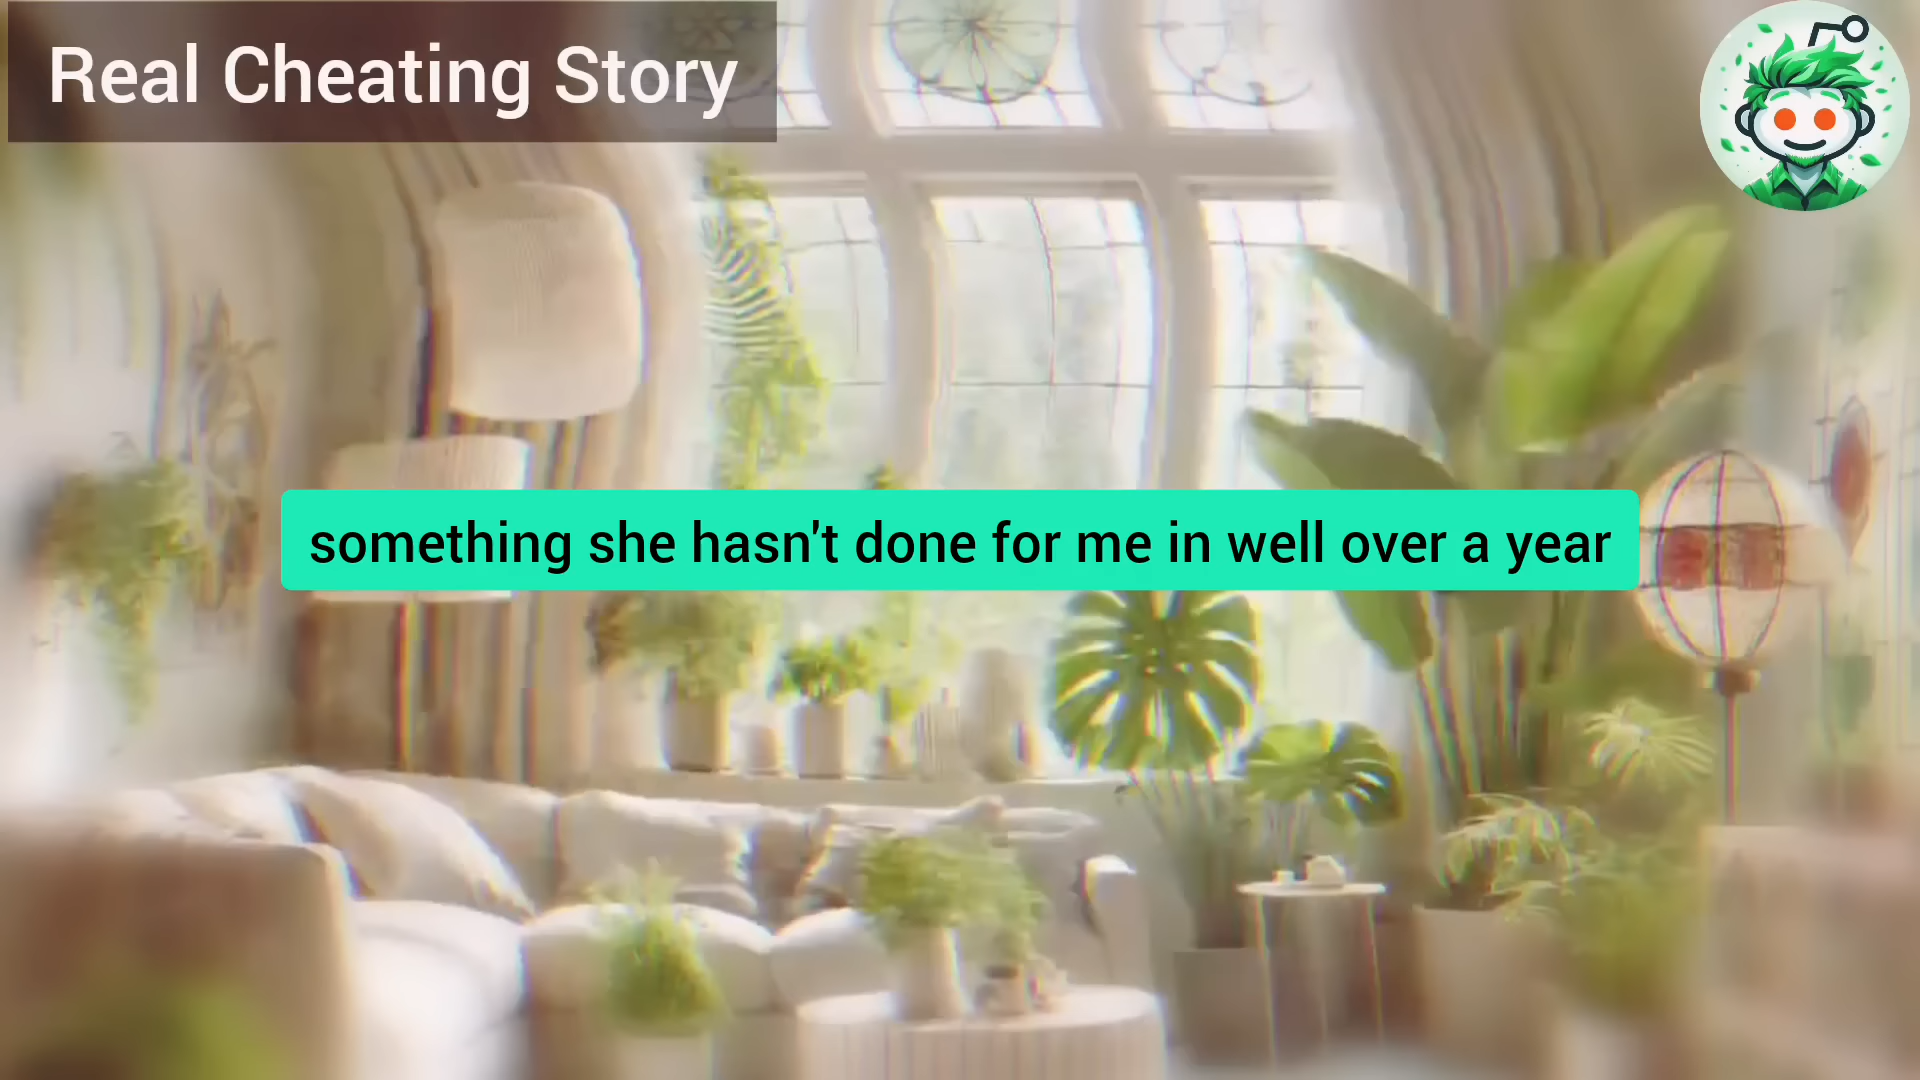 Real Cheating Story
something she hasn't done for me in well over a year